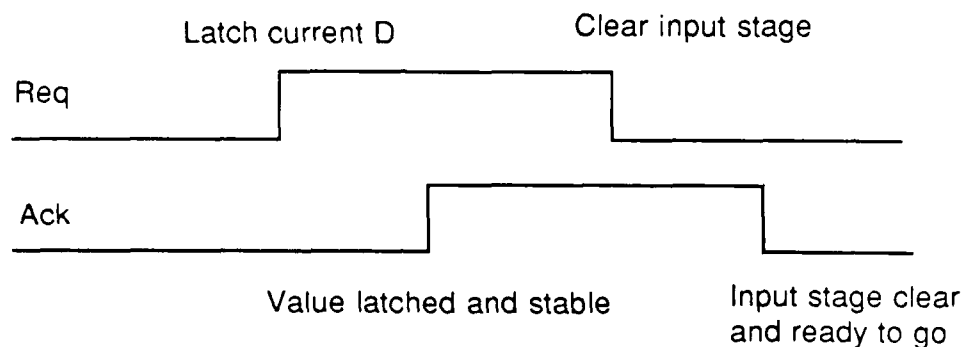 Latch current D
Clear input stage
Req
Ack
Value latched and stable
Input stage clear
and ready to go